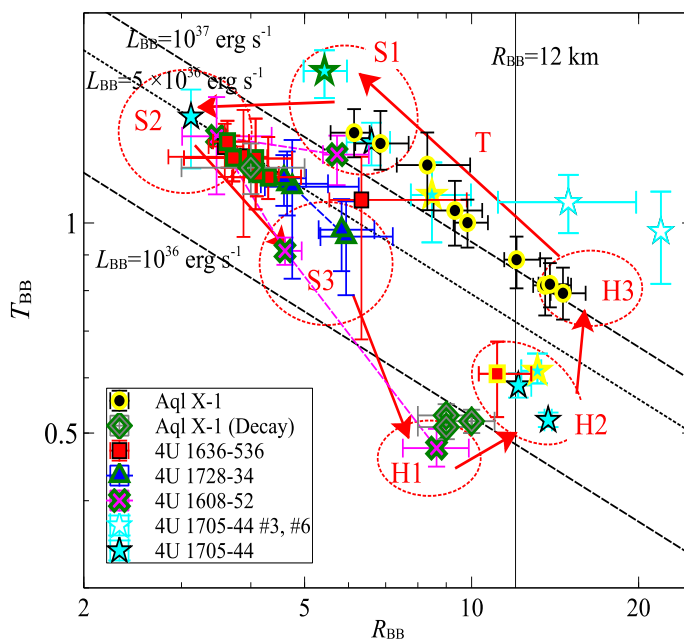 L_BB=10^37 erg s^-1
S1
R_BB=12 km
L_BB=5 ×10^36 erg s^-1
S2
T
1
L_BB=10^36 erg s^-1
S3
H3
T_BB
Aql X-1
Aql X-1 (Decay)
4U 1636-536
4U 1728-34
4U 1608-52
4U 1705-44 #3, #6
4U 1705-44
H2
0.5
H1
2
5
10
20
R_BB